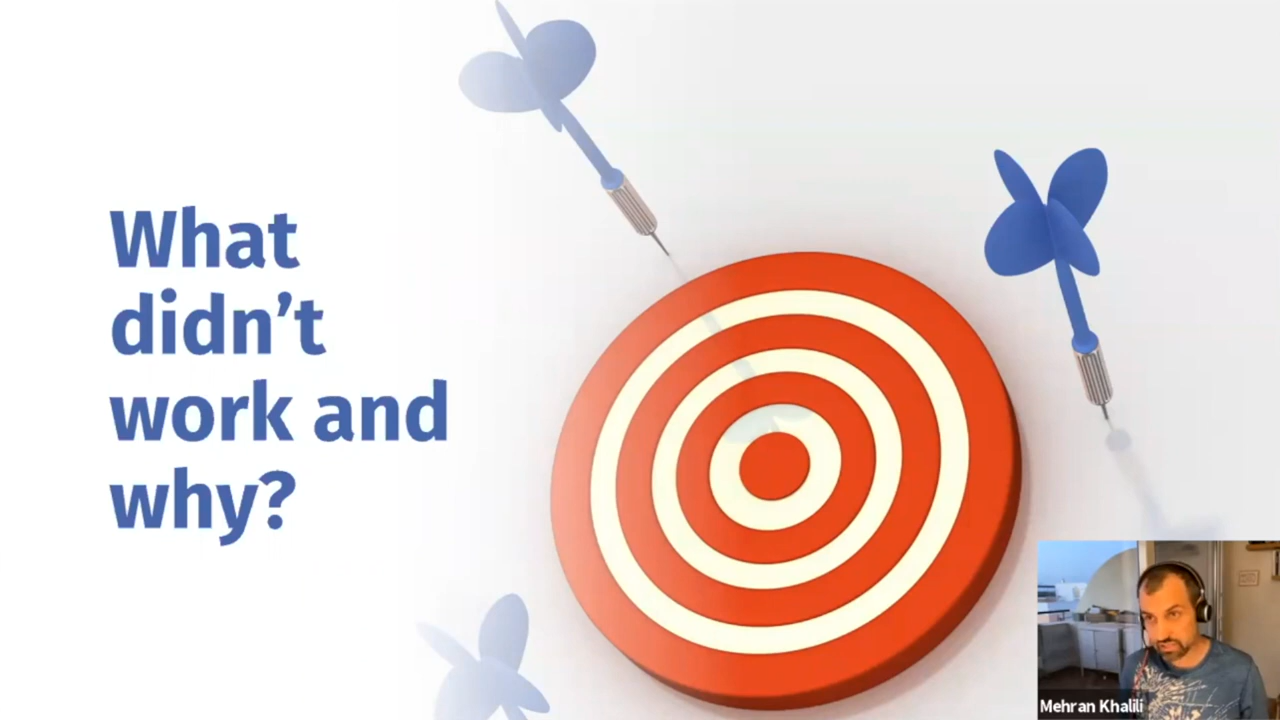 What
didn’t
work and
why?
Mehran Khalili